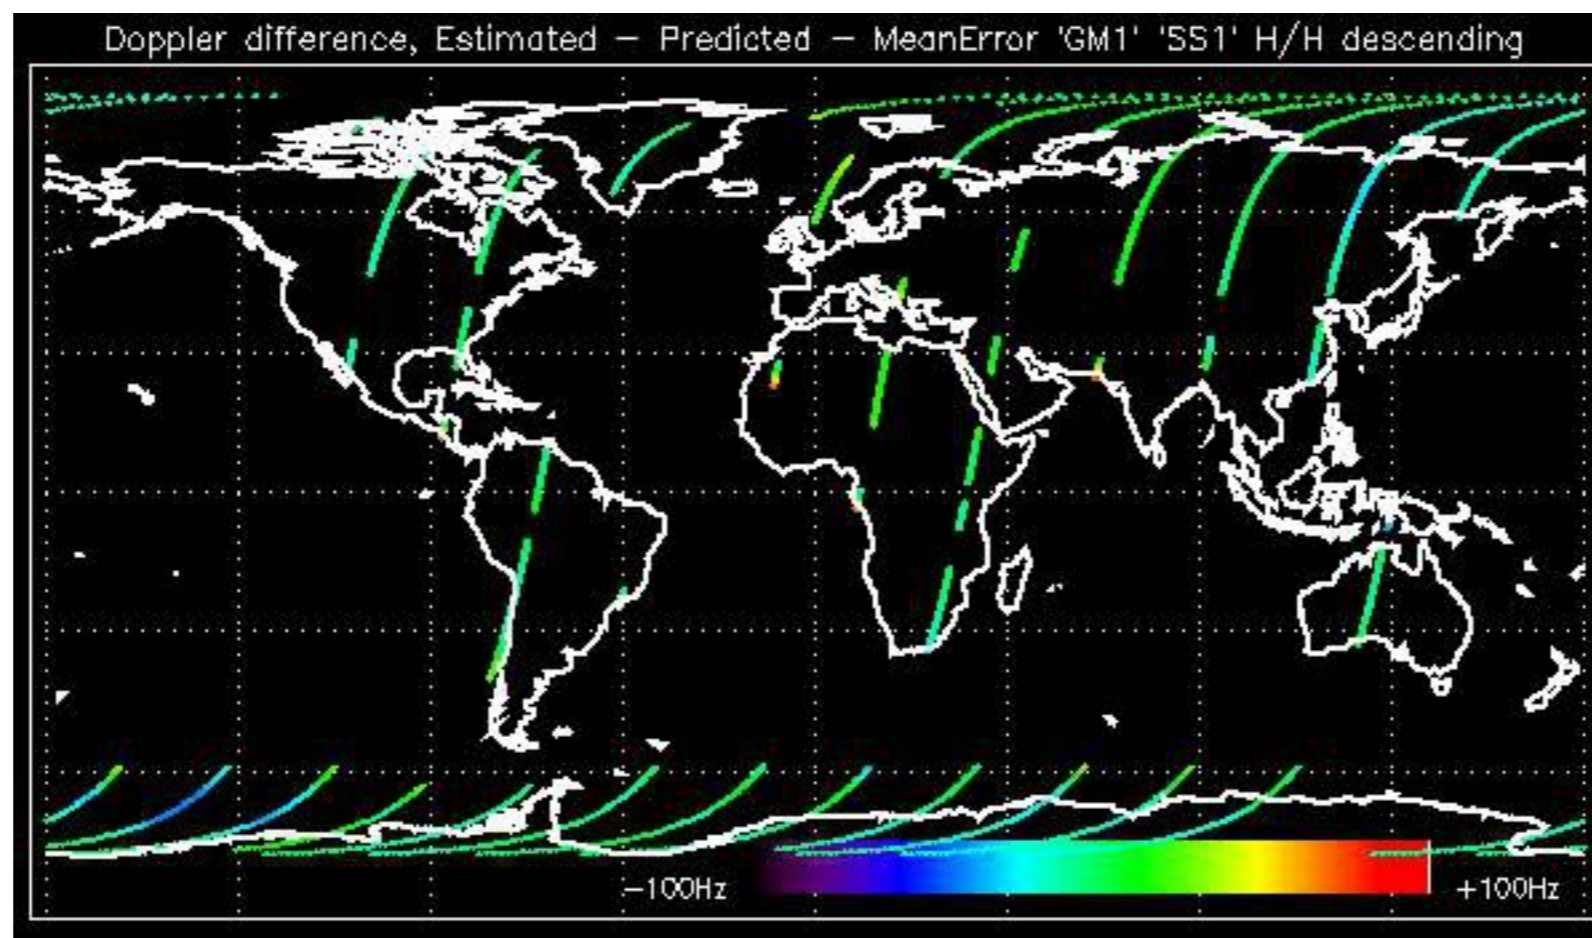 Doppler difference, Estimated – Predicted – MeanError 'GM1' 'SS1' H/H descending
–100Hz
+100Hz